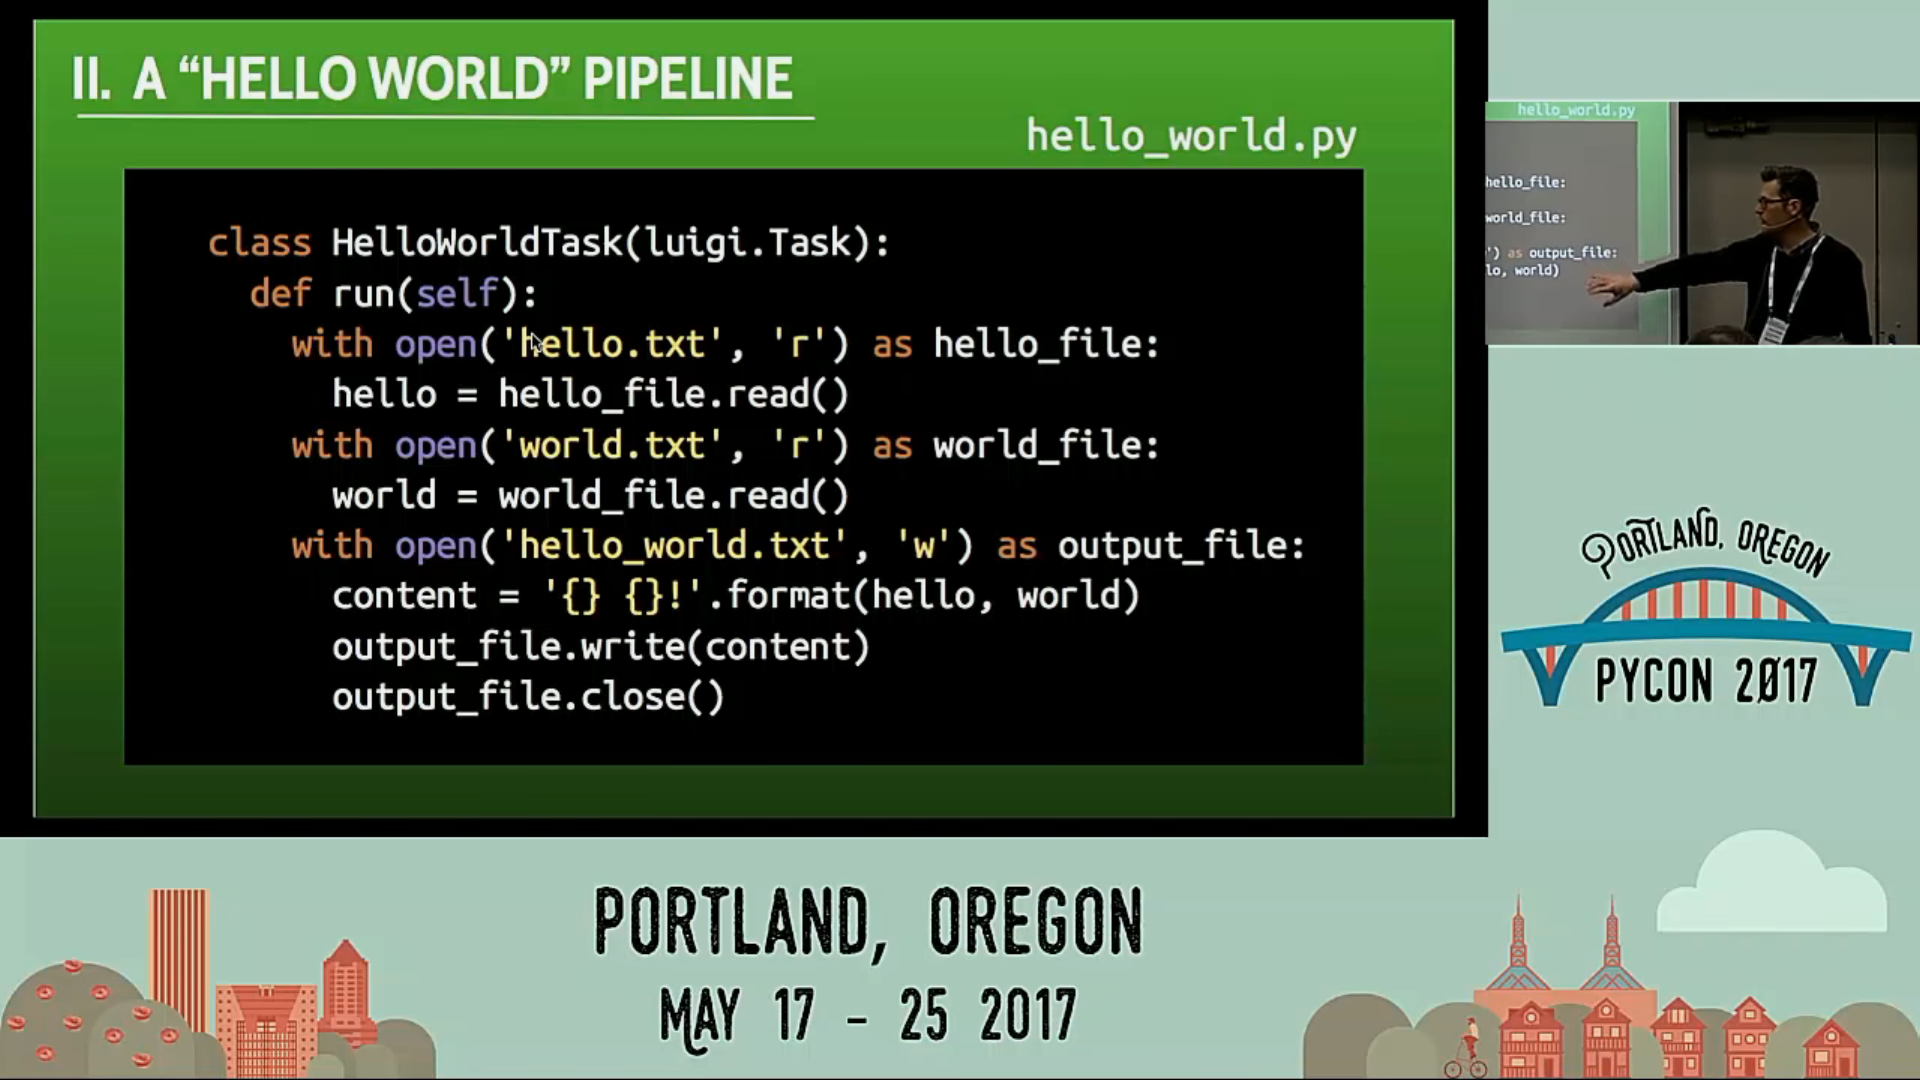 II. A “HELLO WORLD” PIPELINE
hello_world.py
class HelloWorldTask(luigi.Task):
def run(self):
with open('hello.txt', 'r') as hello_file:
hello = hello_file.read()
with open('world.txt', 'r') as world_file:
world = world_file.read()
with open('hello_world.txt', 'w') as output_file:
content = '{} {}!'.format(hello, world)
output_file.write(content)
output_file.close()
hello_world.py
hello_file:
world_file:
') as output_file:
lo, world)
PORTLAND, OREGON
PYCON 2017
PORTLAND, OREGON
MAY 17 - 25 2017